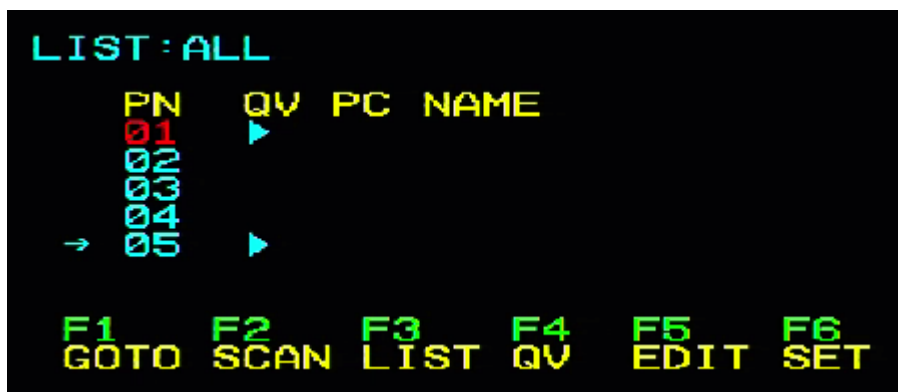 LIST:ALL
PN QV PC NAME
01 ▶
02
03
04
→ 05 ▶
F1 F2 F3 F4 F5 F6
GOTO SCAN LIST QV EDIT SET